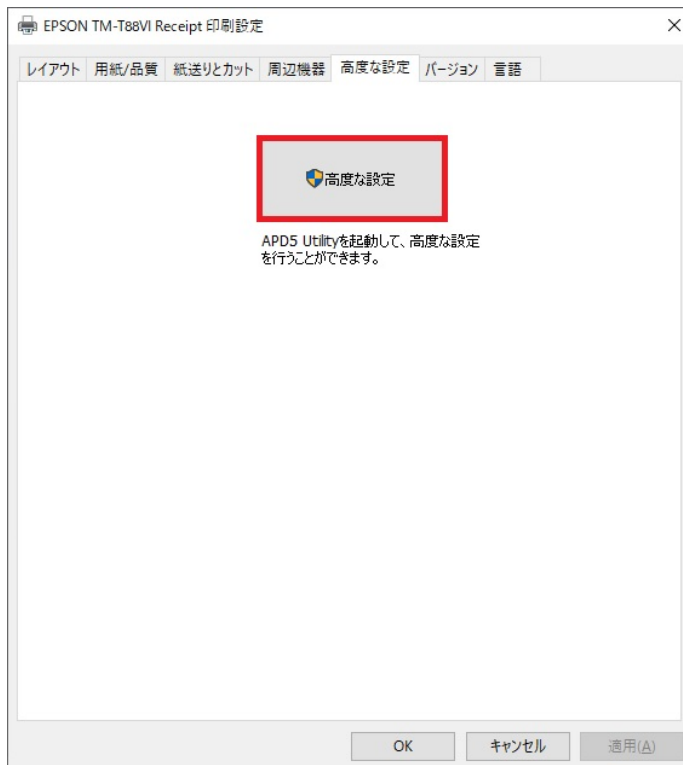 EPSON TM-T88VI Receipt 印刷設定
レイアウト 用紙/品質 紙送りとカット 周辺機器 高度な設定 バージョン 言語
高度な設定
APD5 Utilityを起動して、高度な設定
を行うことができます。
OK キャンセル 適用(A)